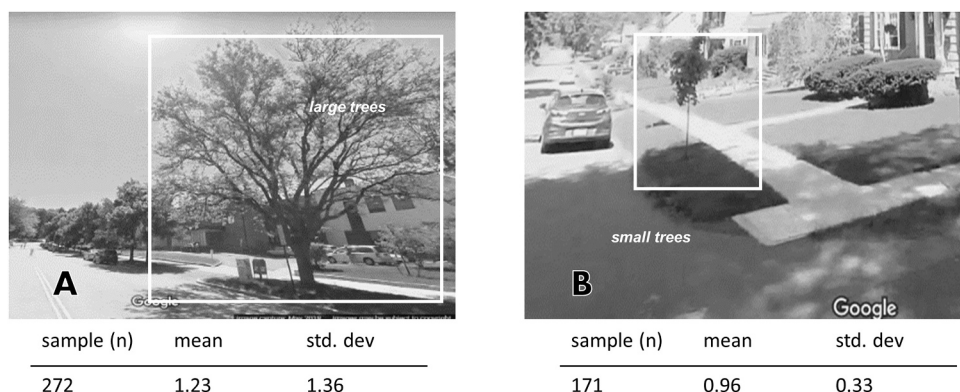 large trees
A
Google
sample (n) mean std. dev
272 1.23 1.36
small trees
B
Google
sample (n) mean std. dev
171 0.96 0.33